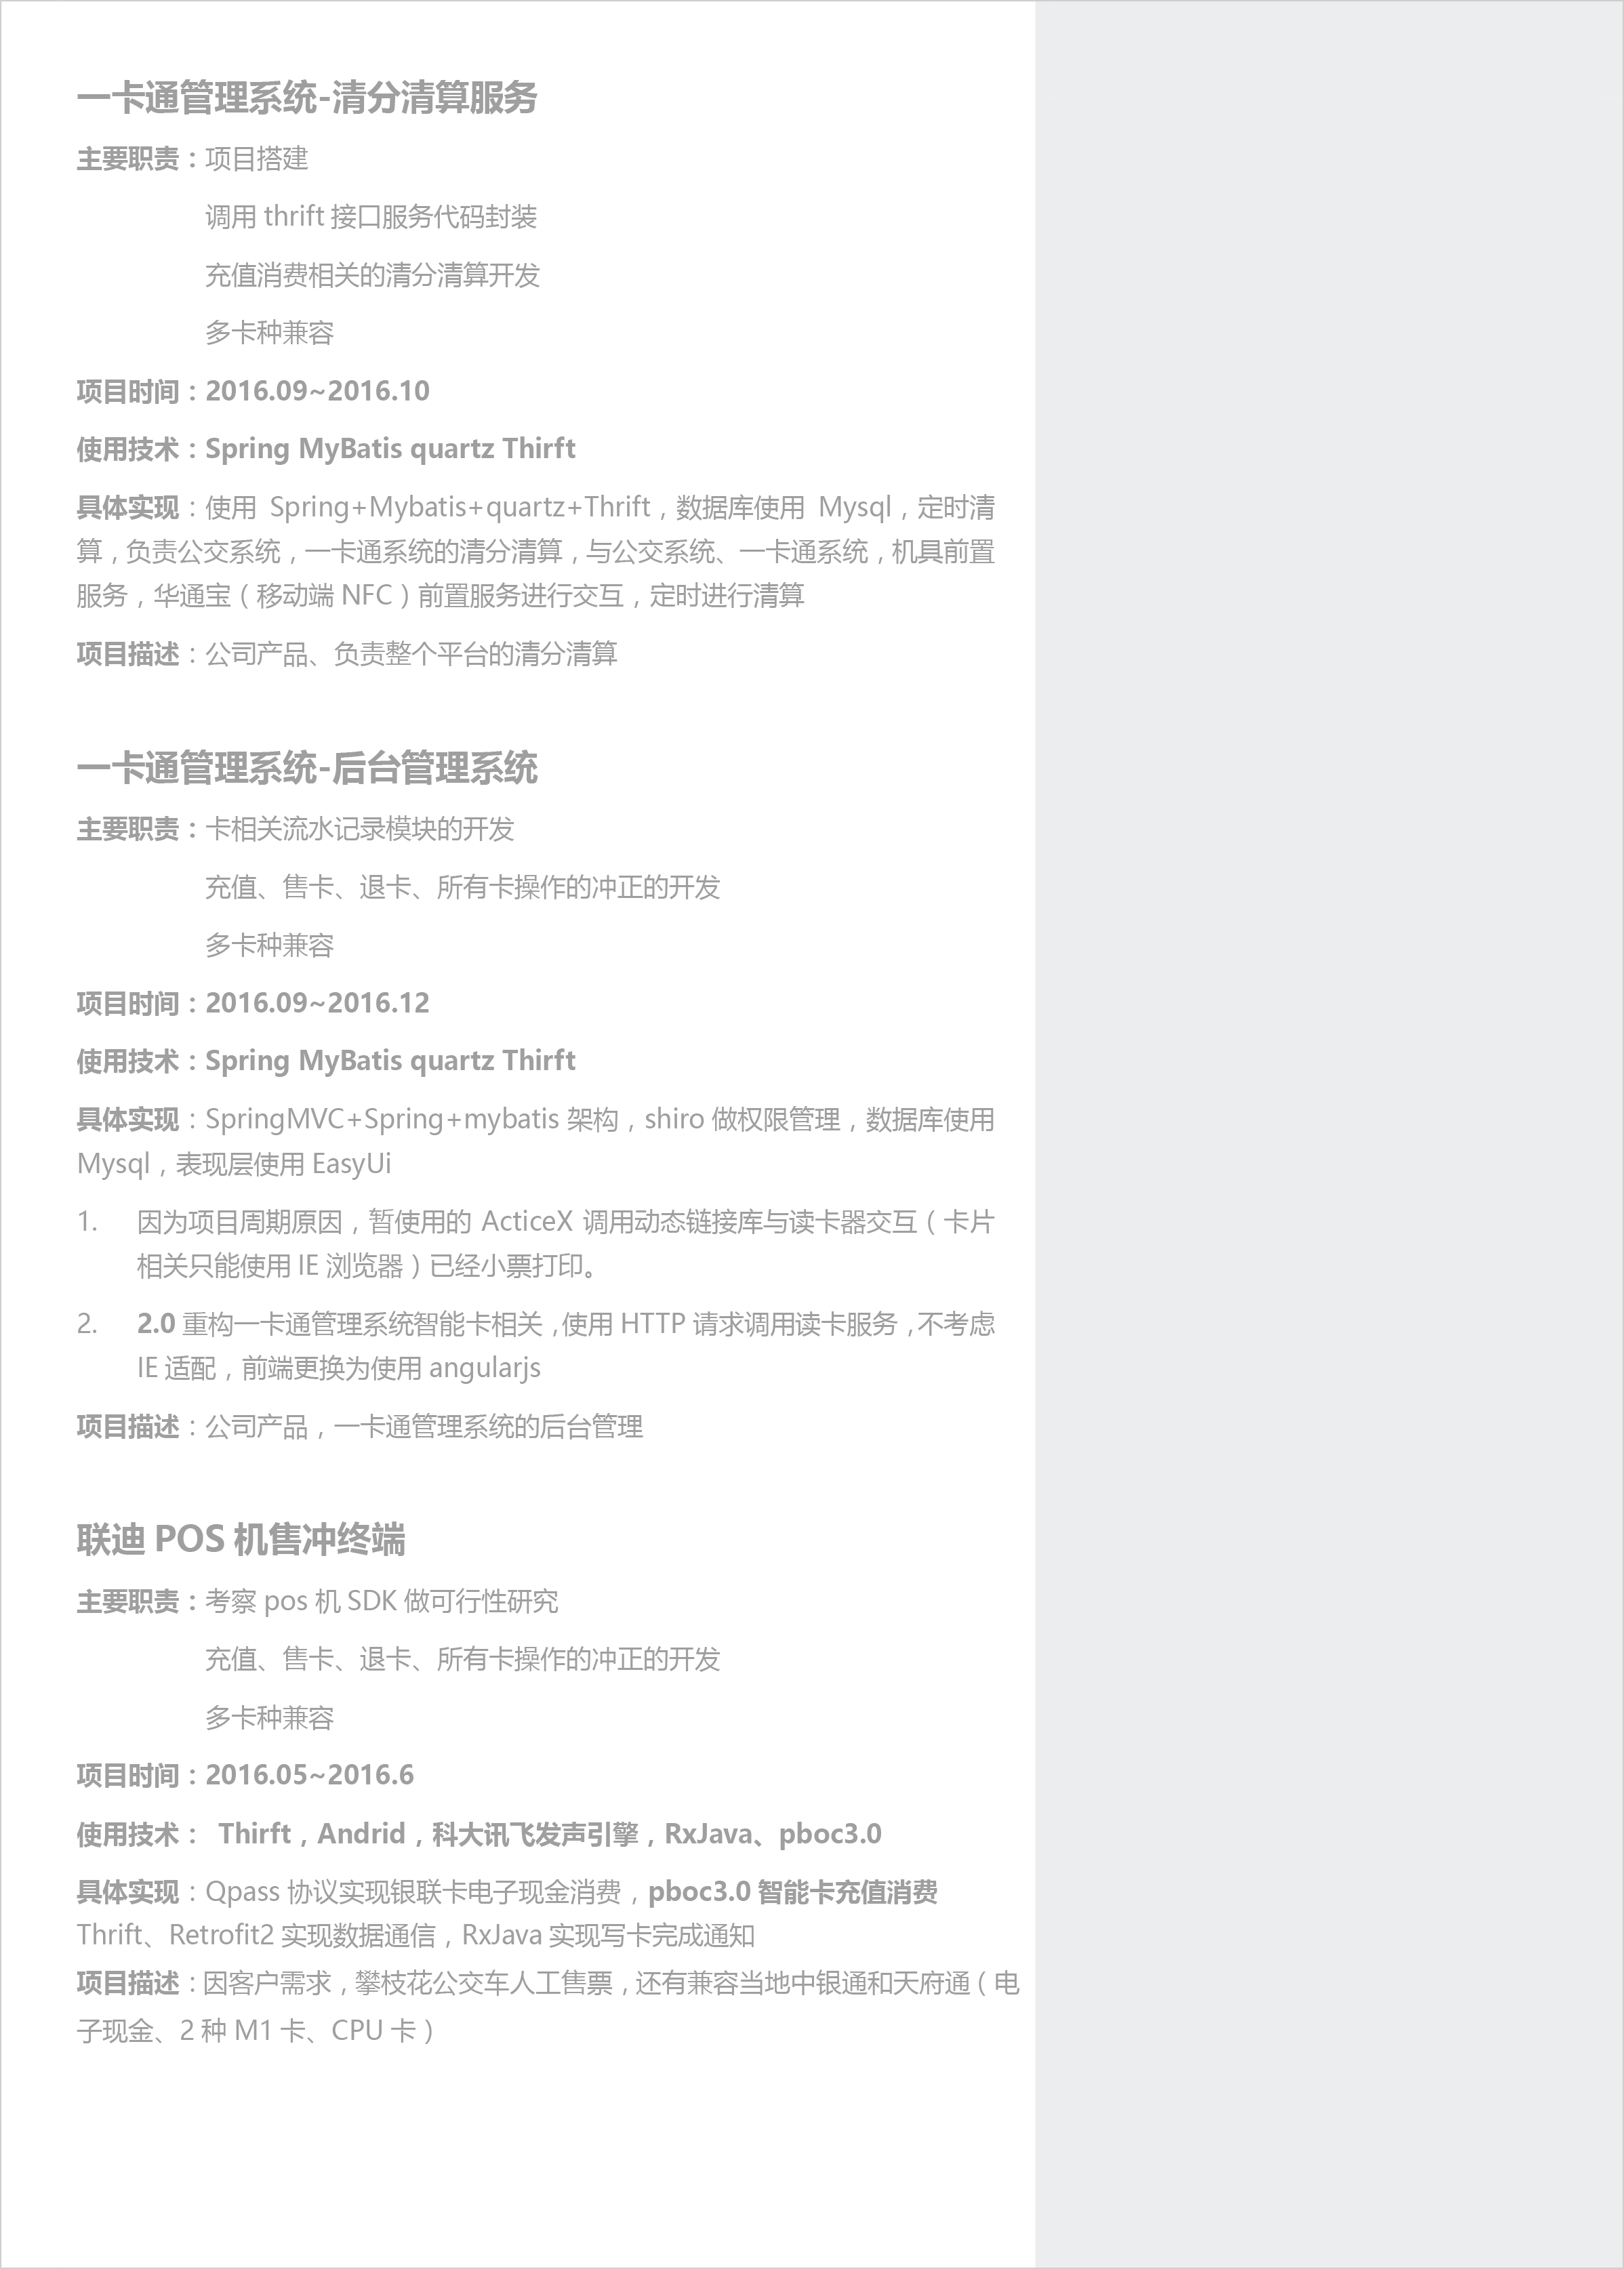 一卡通管理系统-清分清算服务
主要职责：项目搭建
调用 thrift 接口服务代码封装
充值消费相关的清分清算开发
多卡种兼容
项目时间：2016.09~2016.10
使用技术：Spring MyBatis quartz Thirft
具体实现：使用 Spring+Mybatis+quartz+Thrift，数据库使用 Mysql，定时清
算，负责公交系统，一卡通系统的清分清算，与公交系统、一卡通系统，机具前置
服务，华通宝（移动端 NFC）前置服务进行交互，定时进行清算
项目描述：公司产品、负责整个平台的清分清算
一卡通管理系统-后台管理系统
主要职责：卡相关流水记录模块的开发
充值、售卡、退卡、所有卡操作的冲正的开发
多卡种兼容
项目时间：2016.09~2016.12
使用技术：Spring MyBatis quartz Thirft
具体实现：SpringMVC+Spring+mybatis 架构，shiro 做权限管理，数据库使用
Mysql，表现层使用 EasyUi
1. 因为项目周期原因，暂使用的 ActiceX 调用动态链接库与读卡器交互（卡片
相关只能使用 IE 浏览器）已经小票打印。
2. 2.0 重构一卡通管理系统智能卡相关，使用 HTTP 请求调用读卡服务，不考虑
IE 适配，前端更换为使用 angularjs
项目描述：公司产品，一卡通管理系统的后台管理
联迪 POS 机售冲终端
主要职责：考察 pos 机 SDK 做可行性研究
充值、售卡、退卡、所有卡操作的冲正的开发
多卡种兼容
项目时间：2016.05~2016.6
使用技术： Thirft，Andrid，科大讯飞发声引擎，RxJava、pboc3.0
具体实现：Qpass 协议实现银联卡电子现金消费，pboc3.0 智能卡充值消费
Thrift、Retrofit2 实现数据通信，RxJava 实现写卡完成通知
项目描述：因客户需求，攀枝花公交车人工售票，还有兼容当地中银通和天府通（电
子现金、2 种 M1 卡、CPU 卡）